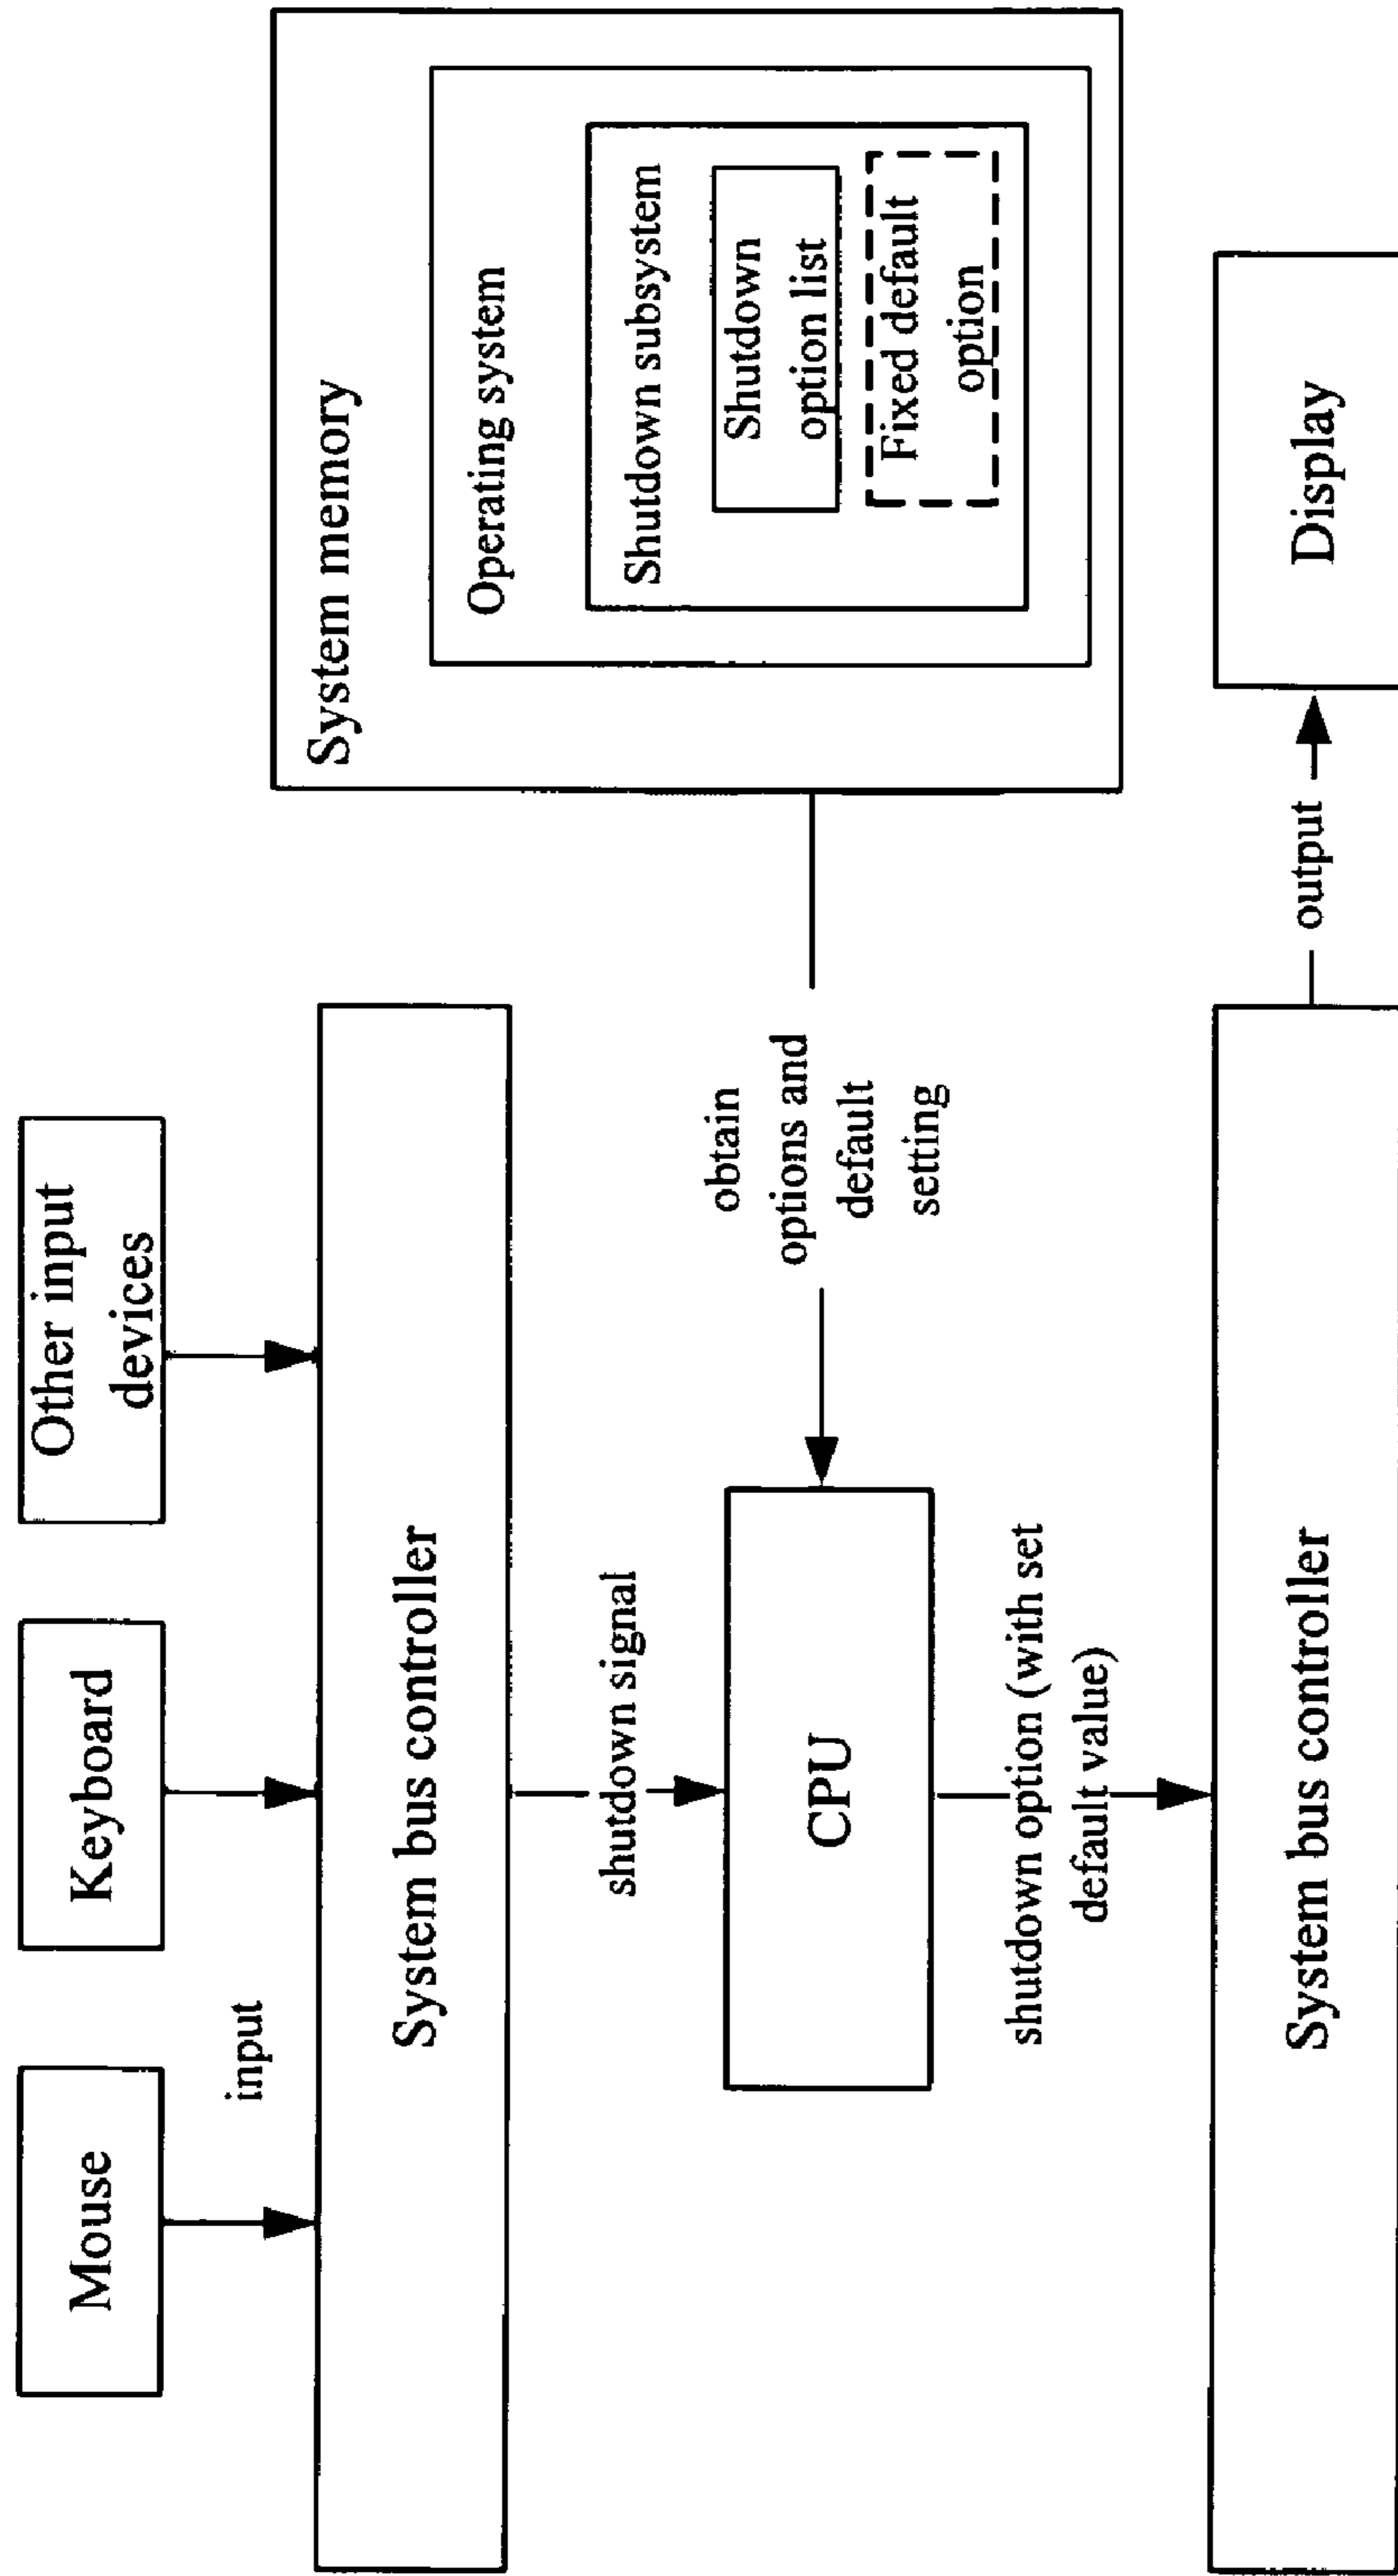 Mouse
Keyboard
Other input
devices
input
System bus controller
shutdown signal
CPU
obtain
options and
default
setting
System memory
Operating system
Shutdown subsystem
Shutdown
option list
Fixed default
option
shutdown option (with set
default value)
System bus controller
output
Display